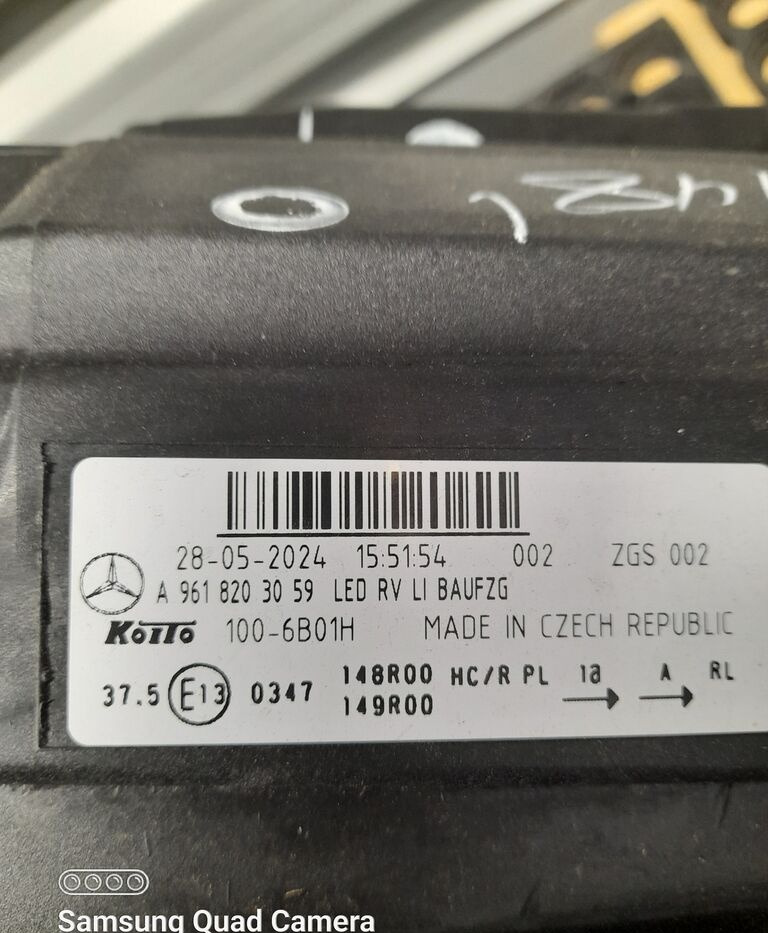 28-05-2024 15:51:54 002 ZGS 002
A 961 820 30 59 LED RV LI BAUFZG
KOITO 100-6B01H MADE IN CZECH REPUBLIC
37.5 E13 0347 148R00 HC/R PL 1a A RL
149R00
Samsung Quad Camera